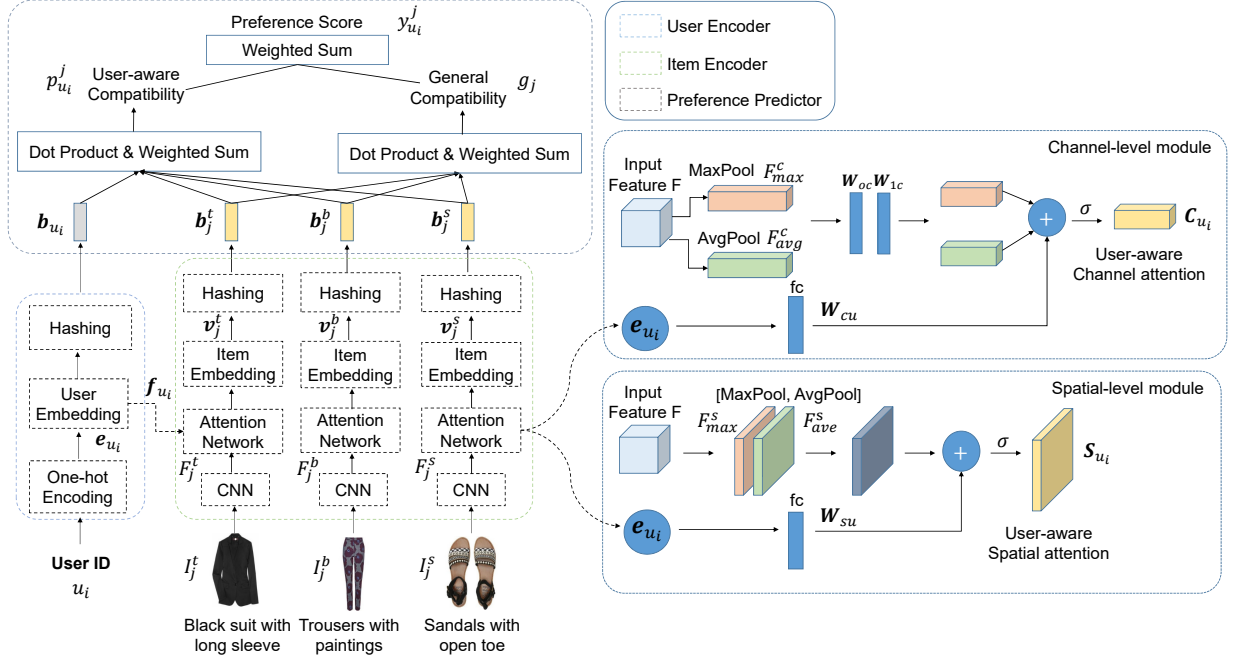 Preference Score y_{u_i}^j
Weighted Sum
p_{u_i}^j
User-aware
Compatibility
General
Compatibility
g_j
Dot Product & Weighted Sum
Dot Product & Weighted Sum
b_{u_i}
b_j^t
b_j^b
b_j^s
Hashing
User
Embedding
e_{u_i}
One-hot
Encoding
User ID
u_i
f_{u_i}
Hashing
Hashing
Hashing
v_j^t
v_j^b
v_j^s
Item
Embedding
Item
Embedding
Item
Embedding
Attention
Network
Attention
Network
Attention
Network
F_j^t
F_j^b
F_j^s
CNN
CNN
CNN
I_j^t
I_j^b
I_j^s
Black suit with
long sleeve
Trousers with
paintings
Sandals with
open toe
User Encoder
Item Encoder
Preference Predictor
Channel-level module
Input
Feature F
MaxPool F_{max}^c
AvgPool F_{avg}^c
W_{oc} W_{1c}
+
σ
C_{u_i}
User-aware
Channel attention
e_{u_i}
fc
W_{cu}
Spatial-level module
Input
Feature F
[MaxPool, AvgPool]
F_{max}^s
F_{ave}^s
+
σ
S_{u_i}
User-aware
Spatial attention
e_{u_i}
fc
W_{su}